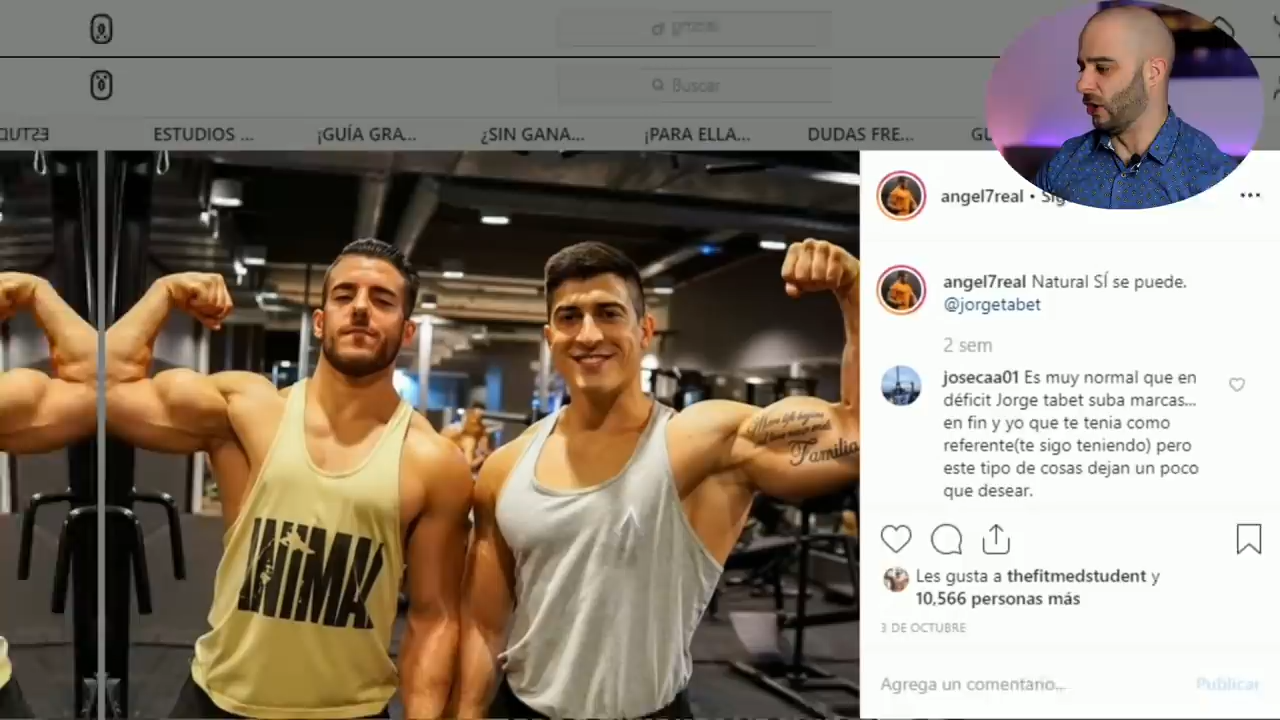 Buscar
ESTUDIOS ...
¡GUÍA GRA...
¿SIN GANA...
¡PARA ELLA...
DUDAS FRE...
angel7real •
angel7real Natural SÍ se puede.
@jorgetabet
2 sem
josecaa01 Es muy normal que en
déficit Jorge tabet suba marcas...
en fin y yo que te tenia como
referente(te sigo teniendo) pero
este tipo de cosas dejan un poco
que desear.
Les gusta a thefitmedstudent y
10,566 personas más
3 DE OCTUBRE
Agrega un comentario...
Publicar
Familia